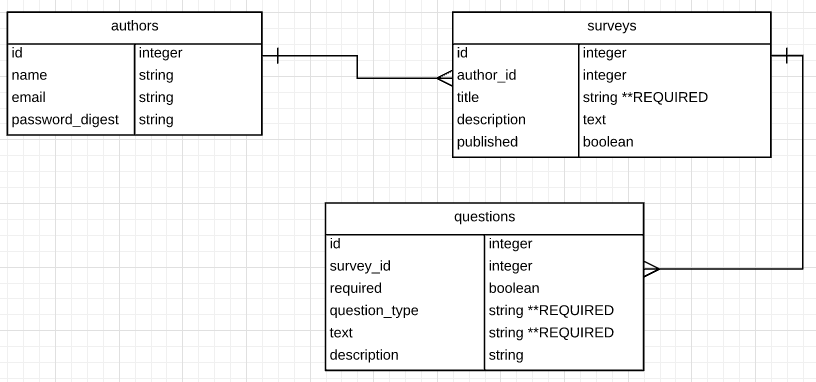 authors
id integer
name string
email string
password_digest string
surveys
id integer
author_id integer
title string **REQUIRED
description text
published boolean
questions
id integer
survey_id integer
required boolean
question_type string **REQUIRED
text string **REQUIRED
description string